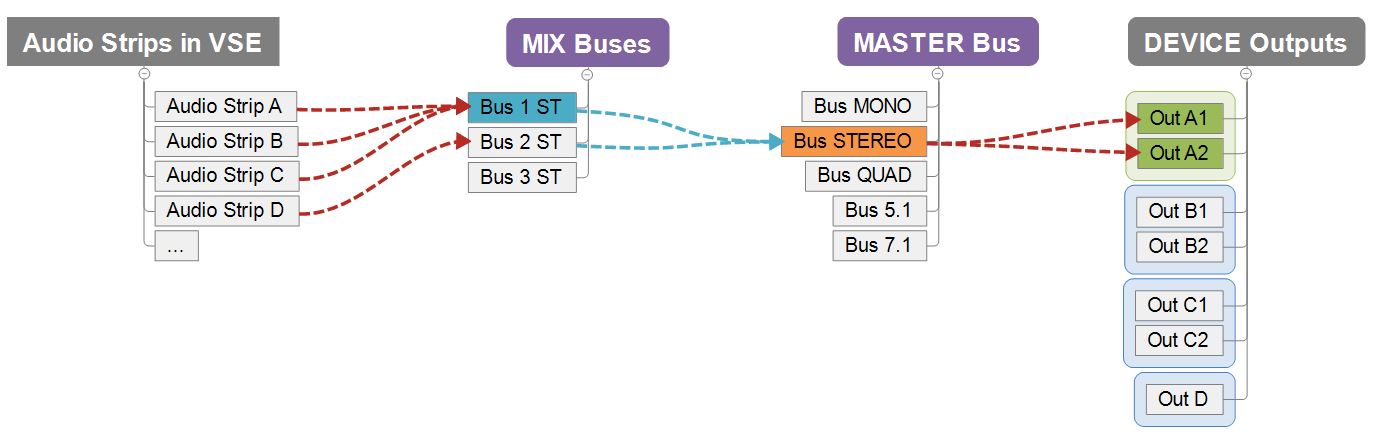 Audio Strips in VSE
Audio Strip A
Audio Strip B
Audio Strip C
Audio Strip D
...
MIX Buses
Bus 1 ST
Bus 2 ST
Bus 3 ST
MASTER Bus
Bus MONO
Bus STEREO
Bus QUAD
Bus 5.1
Bus 7.1
DEVICE Outputs
Out A1
Out A2
Out B1
Out B2
Out C1
Out C2
Out D